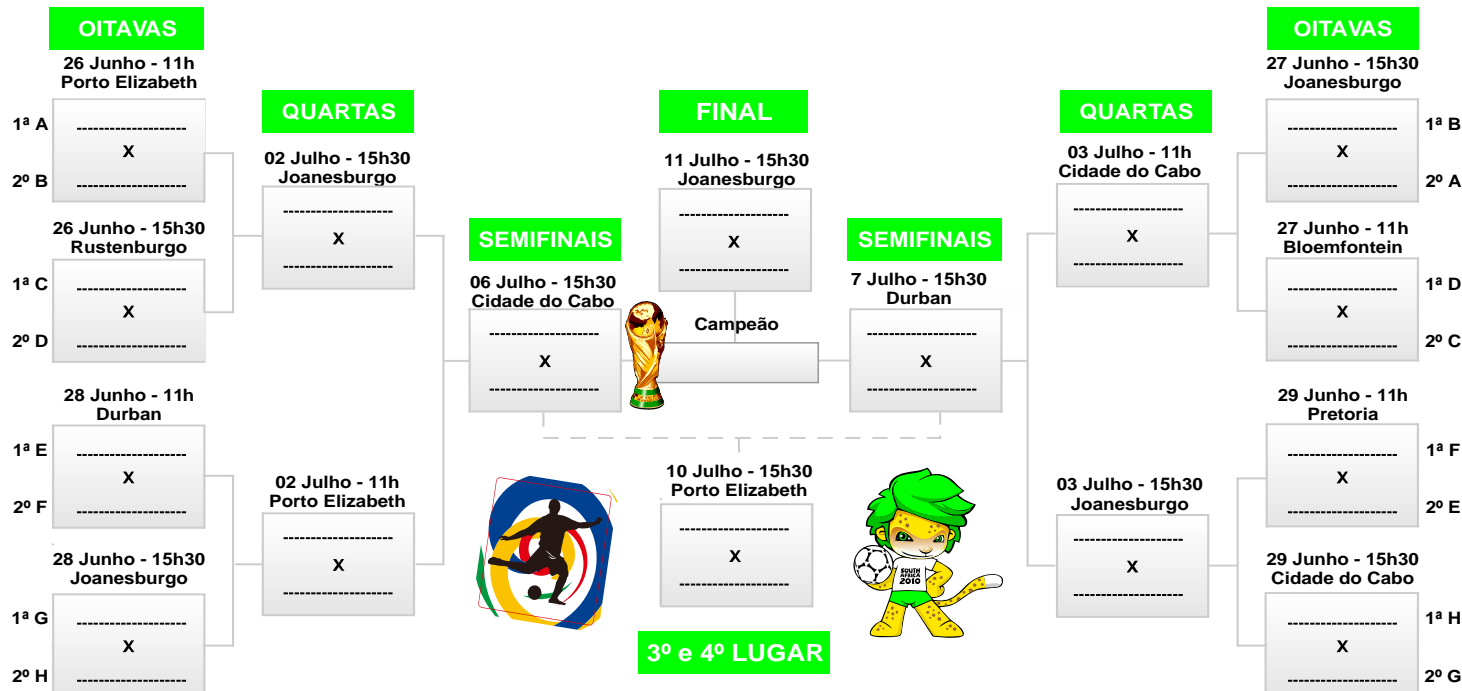 OITAVAS
26 Junho - 11h
Porto Elizabeth
1ª A
X
2º B
26 Junho - 15h30
Rustenburgo
1ª C
X
2º D
28 Junho - 11h
Durban
1ª E
X
2º F
28 Junho - 15h30
Joanesburgo
1ª G
X
2º H
QUARTAS
02 Julho - 15h30
Joanesburgo
X
02 Julho - 11h
Porto Elizabeth
X
SEMIFINAIS
06 Julho - 15h30
Cidade do Cabo
X
FINAL
11 Julho - 15h30
Joanesburgo
X
Campeão
10 Julho - 15h30
Porto Elizabeth
X
3º e 4º LUGAR
SEMIFINAIS
7 Julho - 15h30
Durban
X
SOUTH
AFRICA
2010
QUARTAS
03 Julho - 11h
Cidade do Cabo
X
03 Julho - 15h30
Joanesburgo
X
OITAVAS
27 Junho - 15h30
Joanesburgo
1ª B
X
2º A
27 Junho - 11h
Bloemfontein
1ª D
X
2º C
29 Junho - 11h
Pretoria
1ª F
X
2º E
29 Junho - 15h30
Cidade do Cabo
1ª H
X
2º G